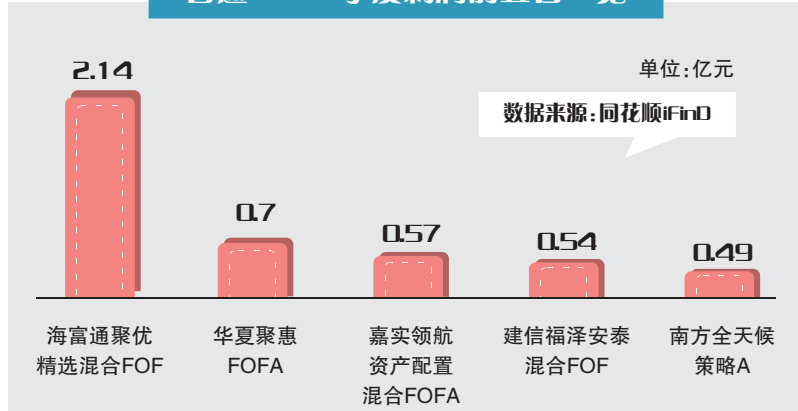 2.14
单位:亿元
数据来源:同花顺iFinD
0.7
0.57
0.54
0.49
海富通聚优
精选混合FOF
华夏聚惠
FOFA
嘉实领航
资产配置
混合FOFA
建信福泽安泰
混合FOF
南方全天候
策略A